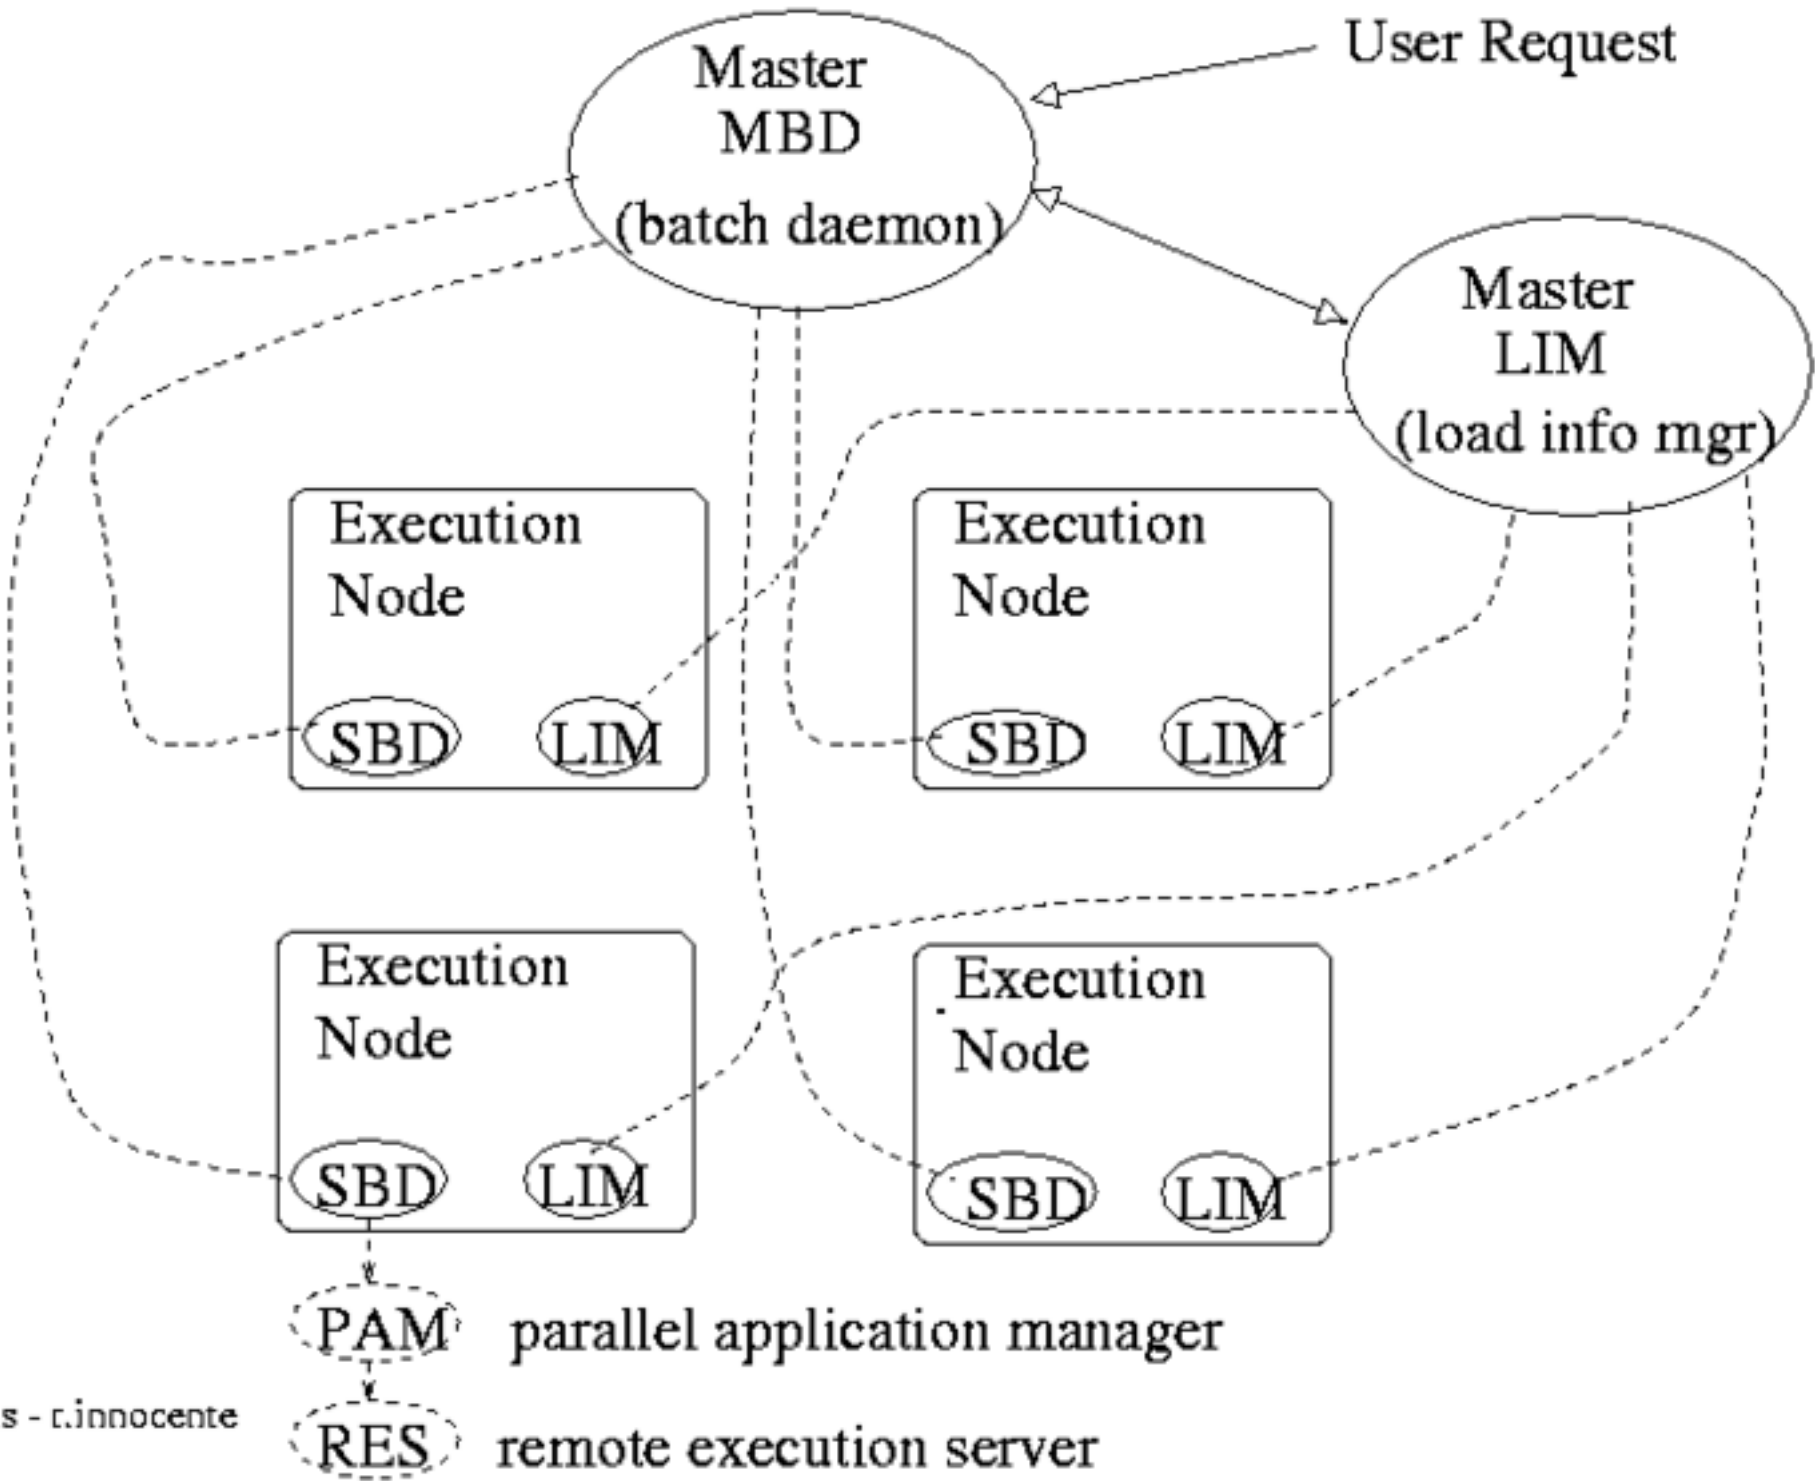 User Request
Master
MBD
(batch daemon)
Master
LIM
(load info mgr)
Execution
Node
SBD
LIM
Execution
Node
SBD
LIM
Execution
Node
SBD
LIM
Execution
Node
SBD
LIM
PAM
parallel application manager
s - r.innocente
RES
remote execution server